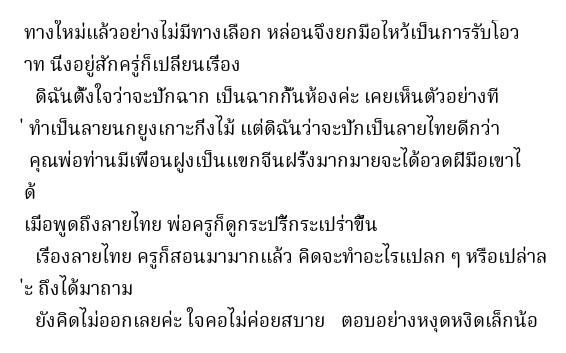 ทางใหม่แล้วอย่างไม่มีทางเลือก หล่อนจึงยกมือไหว้เป็นการรับโอว
าท นิ่งอยู่สักครู่ก็เปลี่ยนเรื่อง
ดิฉันตั้งใจว่าจะปักฉาก เป็นฉากกั้นห้องค่ะ เคยเห็นตัวอย่างที
่ ทำเป็นลายนกยูงเกาะกิ่งไม้ แต่ดิฉันว่าจะปักเป็นลายไทยดีกว่า
คุณพ่อท่านมีเพื่อนฝูงเป็นแขกจีนฝรั่งมากมายจะได้อวดฝีมือเขาไ
ด้
เมื่อพูดถึงลายไทย พ่อครูก็ดูกระปรี้กระเปร่าขึ้น
เรื่องลายไทย ครูก็สอนมามากแล้ว คิดจะทำอะไรแปลก ๆ หรือเปล่าล
่ะ ถึงได้มาถาม
ยังคิดไม่ออกเลยค่ะ ใจคอไม่ค่อยสบาย ตอบอย่างหงุดหงิดเล็กน้อ